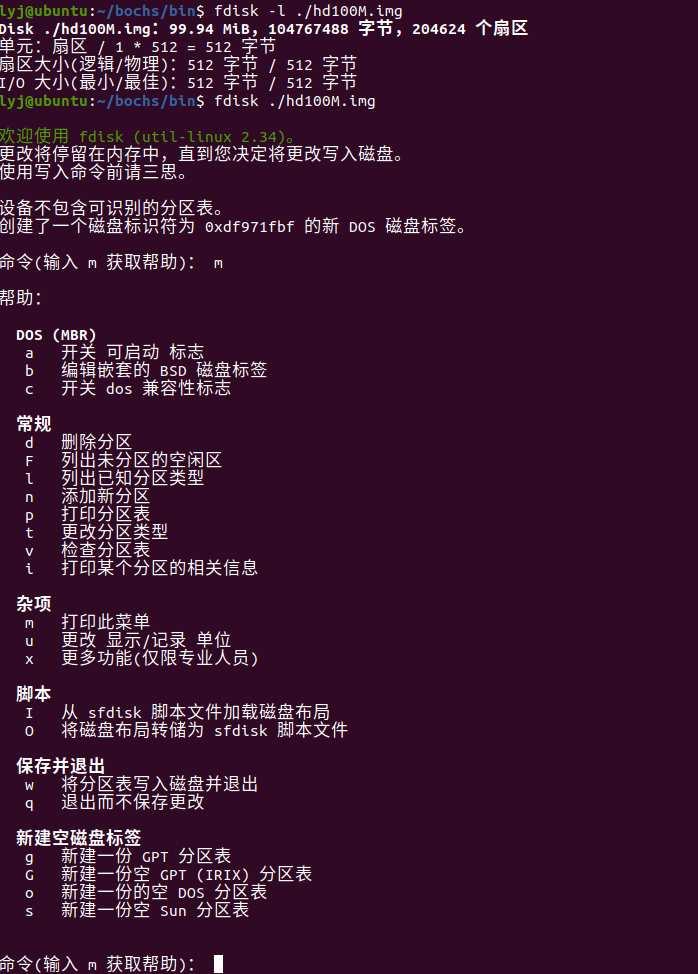 lyj@ubuntu:~/bochs/bin$ fdisk -l ./hd100M.img
Disk ./hd100M.img：99.94 MiB，104767488 字节，204624 个扇区
单元：扇区 / 1 * 512 = 512 字节
扇区大小(逻辑/物理)：512 字节 / 512 字节
I/O 大小(最小/最佳)：512 字节 / 512 字节
lyj@ubuntu:~/bochs/bin$ fdisk ./hd100M.img
欢迎使用 fdisk (util-linux 2.34)。
更改将停留在内存中，直到您决定将更改写入磁盘。
使用写入命令前请三思。
设备不包含可识别的分区表。
创建了一个磁盘标识符为 0xdf971fbf 的新 DOS 磁盘标签。
命令(输入 m 获取帮助)： m
帮助：
DOS (MBR)
a 开关 可启动 标志
b 编辑嵌套的 BSD 磁盘标签
c 开关 dos 兼容性标志
常规
d 删除分区
F 列出未分区的空闲区
l 列出已知分区类型
n 添加新分区
p 打印分区表
t 更改分区类型
v 检查分区表
i 打印某个分区的相关信息
杂项
m 打印此菜单
u 更改 显示/记录 单位
x 更多功能(仅限专业人员)
脚本
I 从 sfdisk 脚本文件加载磁盘布局
O 将磁盘布局转储为 sfdisk 脚本文件
保存并退出
w 将分区表写入磁盘并退出
q 退出而不保存更改
新建空磁盘标签
g 新建一份 GPT 分区表
G 新建一份空 GPT (IRIX) 分区表
o 新建一份的空 DOS 分区表
s 新建一份空 Sun 分区表
命令(输入 m 获取帮助)：